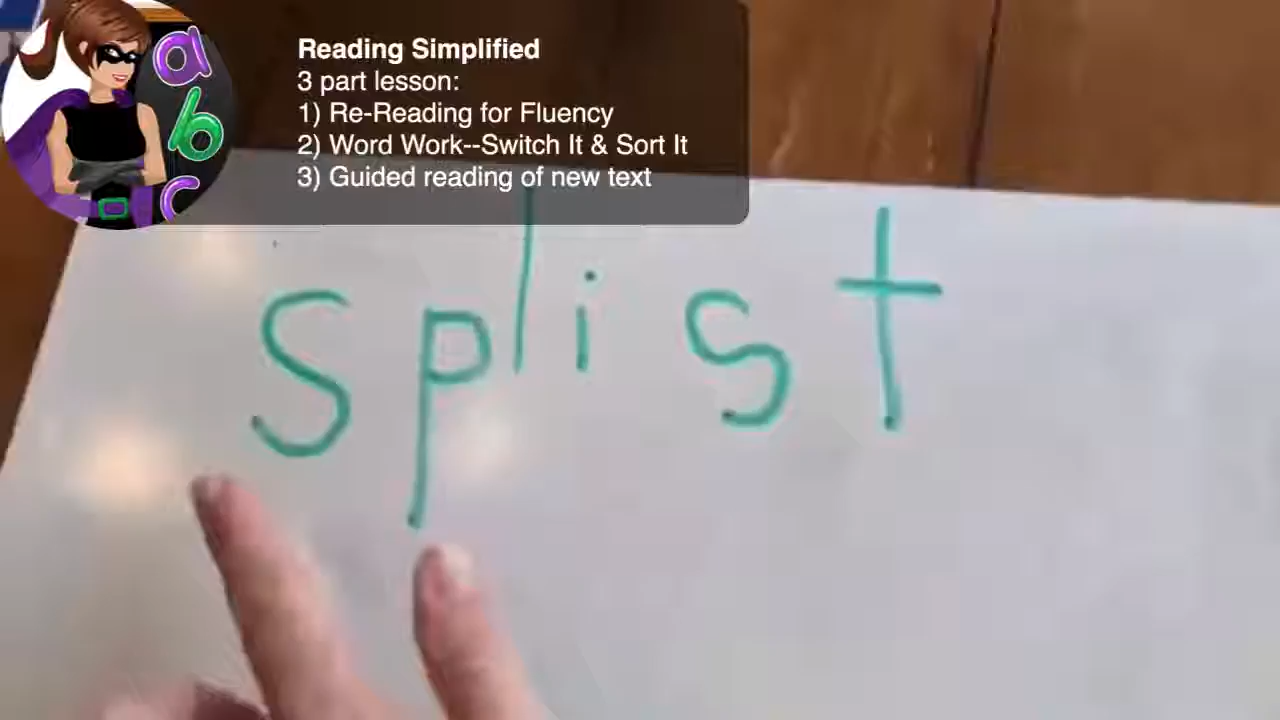 Reading Simplified
3 part lesson:
1) Re-Reading for Fluency
2) Word Work--Switch It & Sort It
3) Guided reading of new text
a
b
c
splist